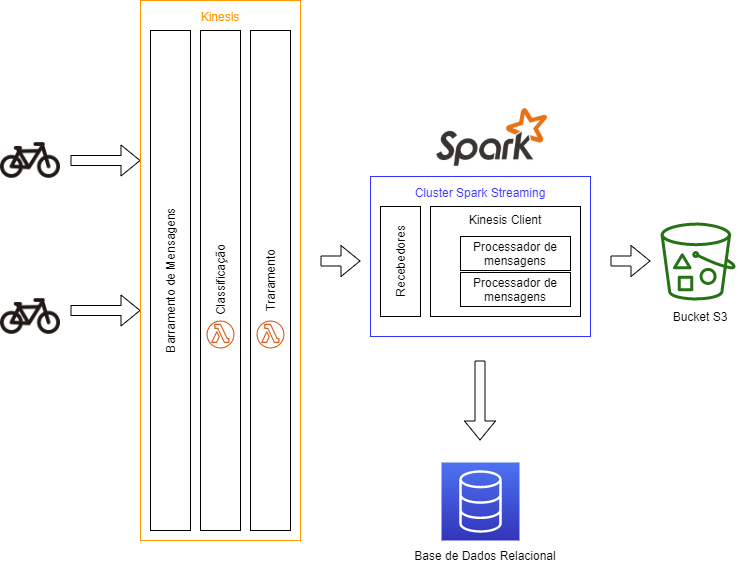 Kinesis
Barramento de Mensagens
Classificação
Traramento
Spark
Cluster Spark Streaming
Recebedores
Kinesis Client
Processador de
mensagens
Processador de
mensagens
Bucket S3
Base de Dados Relacional